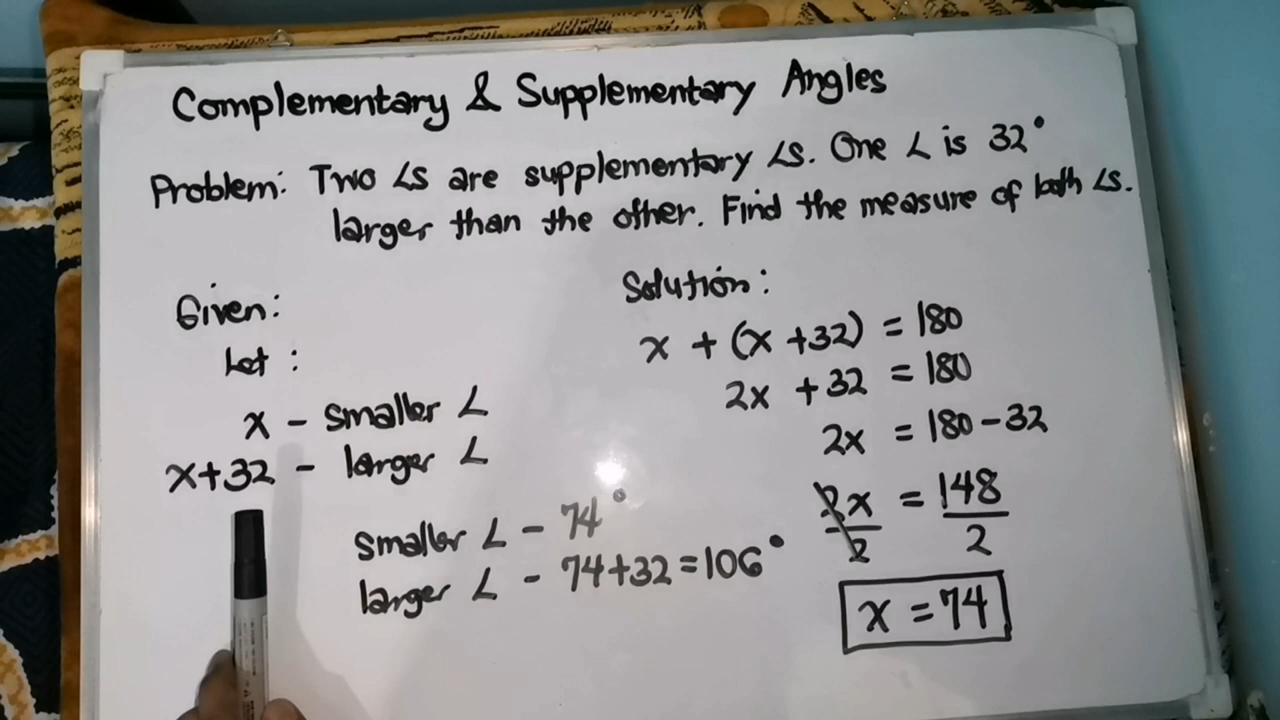 Complementary & Supplementary Angles
Problem: Two ∠s are supplementary ∠s. One ∠ is 32°
larger than the other. Find the measure of both ∠s.
Given:
Let :
x - smaller ∠
x+32 - larger ∠
smaller ∠ - 74°
larger ∠ - 74+32=106°
Solution:
x + (x +32) = 180
2x +32 = 180
2x = 180-32
2x/2 = 148/2
x = 74